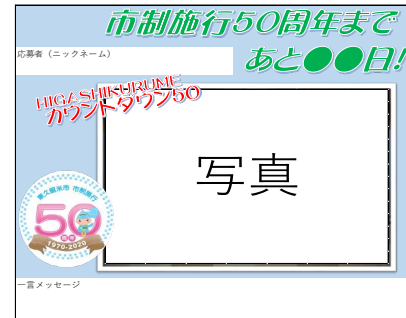 市制施行50周年まで
あと●●日!
応募者（ニックネーム）
HIGASHIKURUME
カウントダウン50
写真
東久留米市 市制施行
50
周年
1970-2020
一言メッセージ